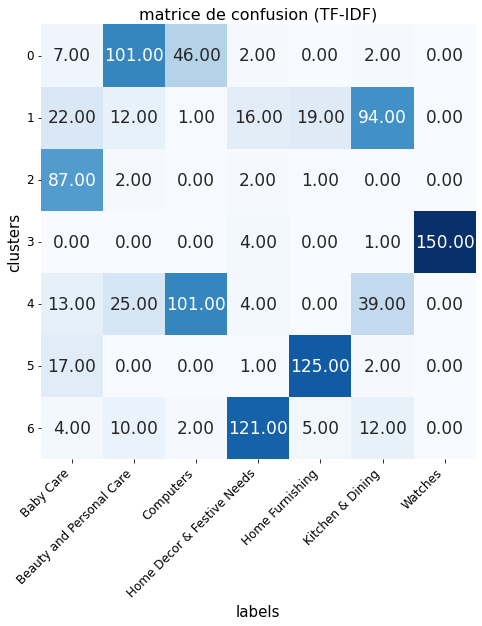 matrice de confusion (TF-IDF)
clusters
0 7.00 101.00 46.00 2.00 0.00 2.00 0.00
1 22.00 12.00 1.00 16.00 19.00 94.00 0.00
2 87.00 2.00 0.00 2.00 1.00 0.00 0.00
3 0.00 0.00 0.00 4.00 0.00 1.00 150.00
4 13.00 25.00 101.00 4.00 0.00 39.00 0.00
5 17.00 0.00 0.00 1.00 125.00 2.00 0.00
6 4.00 10.00 2.00 121.00 5.00 12.00 0.00
Baby Care
Beauty and Personal Care
Computers
Home Decor & Festive Needs
Home Furnishing
Kitchen & Dining
Watches
labels